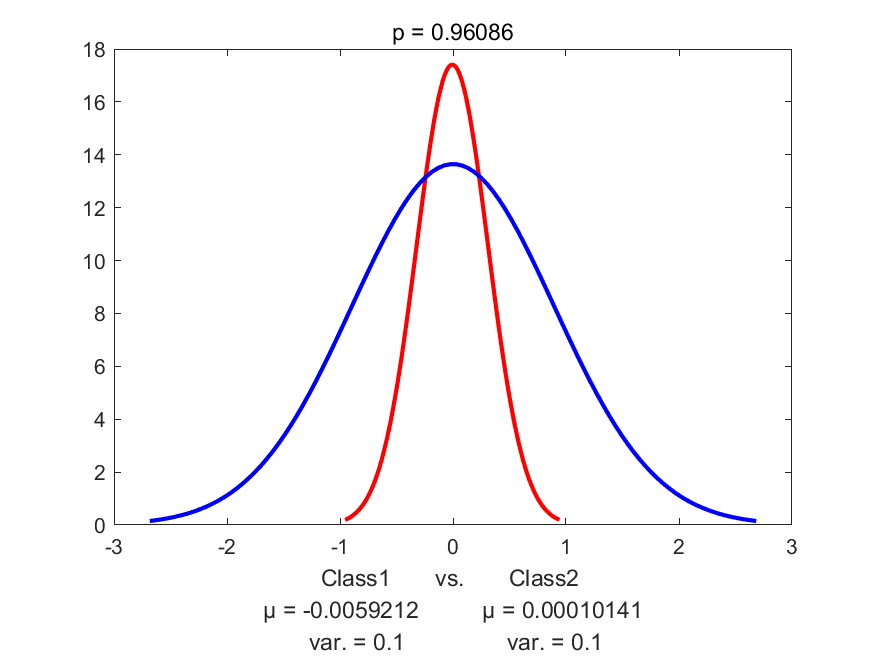 p = 0.96086
18
16
14
12
10
8
6
4
2
0
-3 -2 -1 0 1 2 3
Class1 vs. Class2
μ = -0.0059212 μ = 0.00010141
var. = 0.1 var. = 0.1